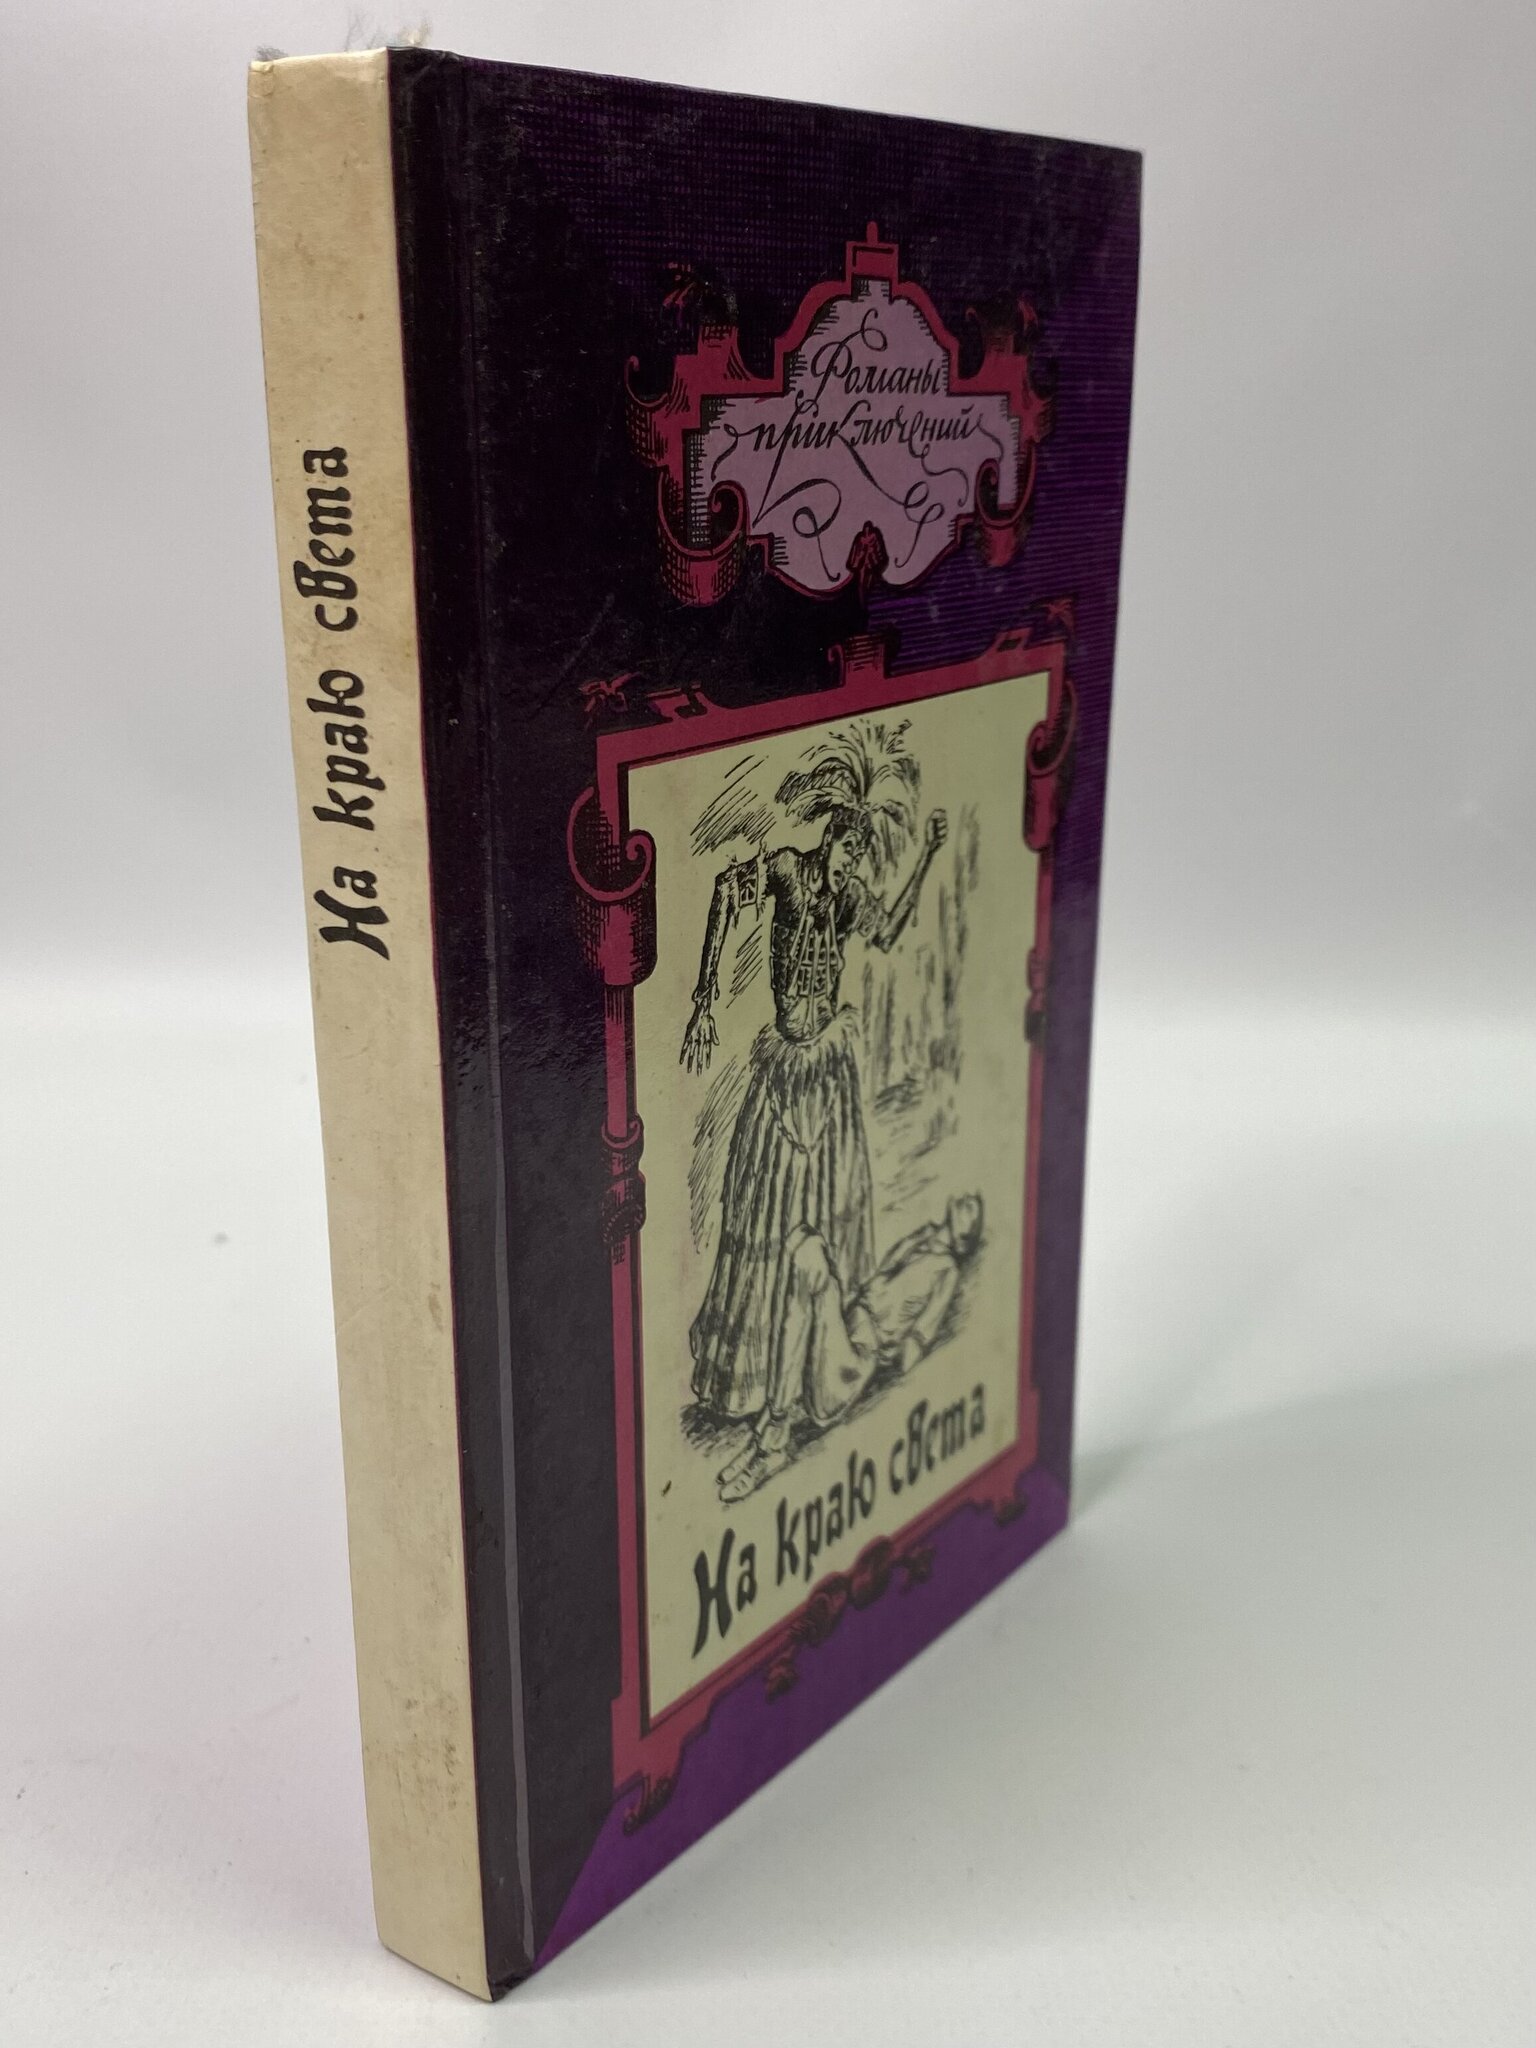 На краю света
Романы
приключений
На краю света